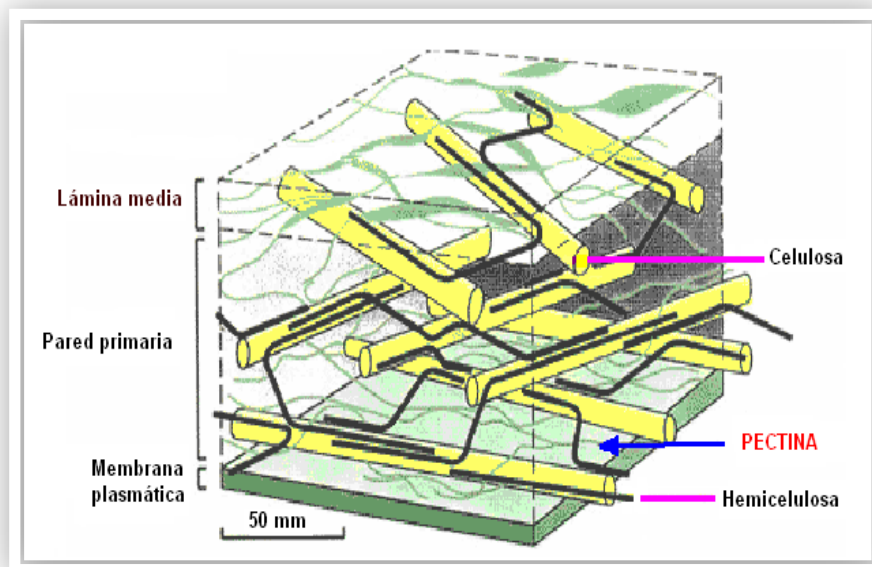 Lámina media
Celulosa
Pared primaria
PECTINA
Membrana
plasmática
Hemicelulosa
50 mm